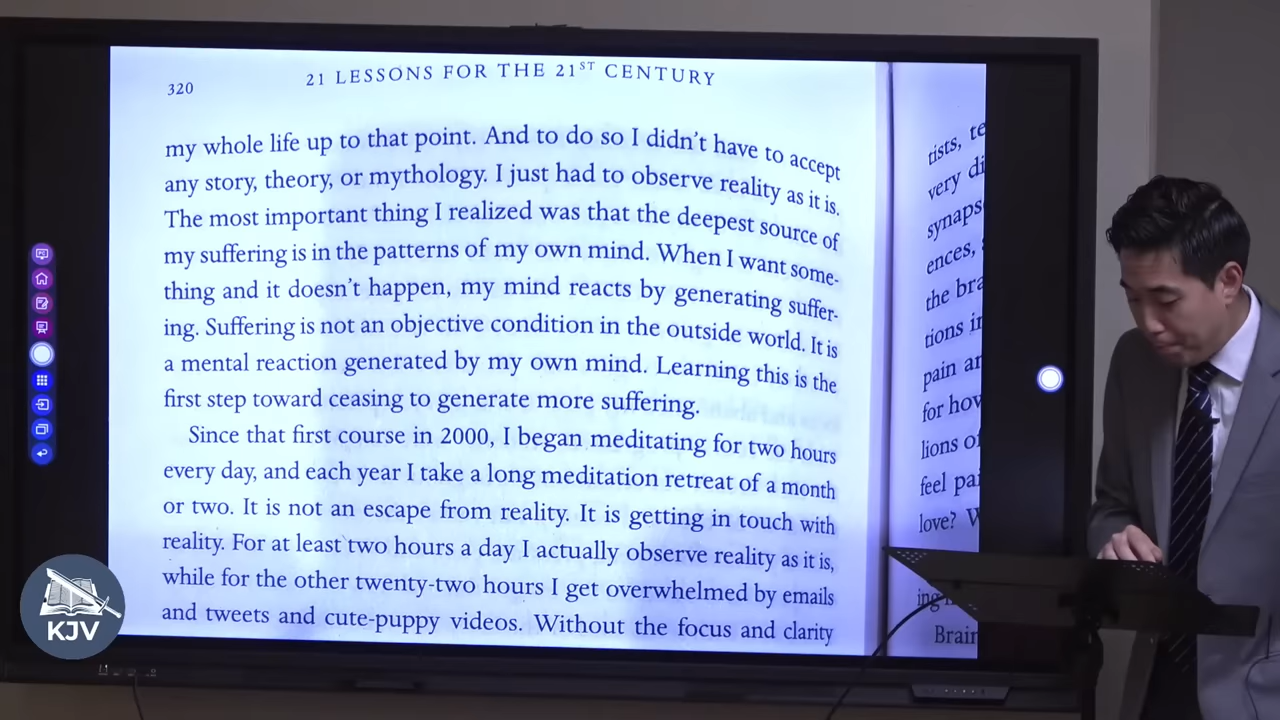 320
21 LESSONS FOR THE 21ST CENTURY
my whole life up to that point. And to do so I didn't have to accept
any story, theory, or mythology. I just had to observe reality as it is.
The most important thing I realized was that the deepest source of
my suffering is in the patterns of my own mind. When I want some-
thing and it doesn't happen, my mind reacts by generating suffer-
ing. Suffering is not an objective condition in the outside world. It is
a mental reaction generated by my own mind. Learning this is the
first step toward ceasing to generate more suffering.
Since that first course in 2000, I began meditating for two hours
every day, and each year I take a long meditation retreat of a month
or two. It is not an escape from reality. It is getting in touch with
reality. For at least two hours a day I actually observe reality as it is,
while for the other twenty-two hours I get overwhelmed by emails
and tweets and cute-puppy videos. Without the focus and clarity
tists, te
very di
synaps
ences,
the bra
tions in
pain an
for how
lions o
feel pai
love? W
ing
Brain
KJV